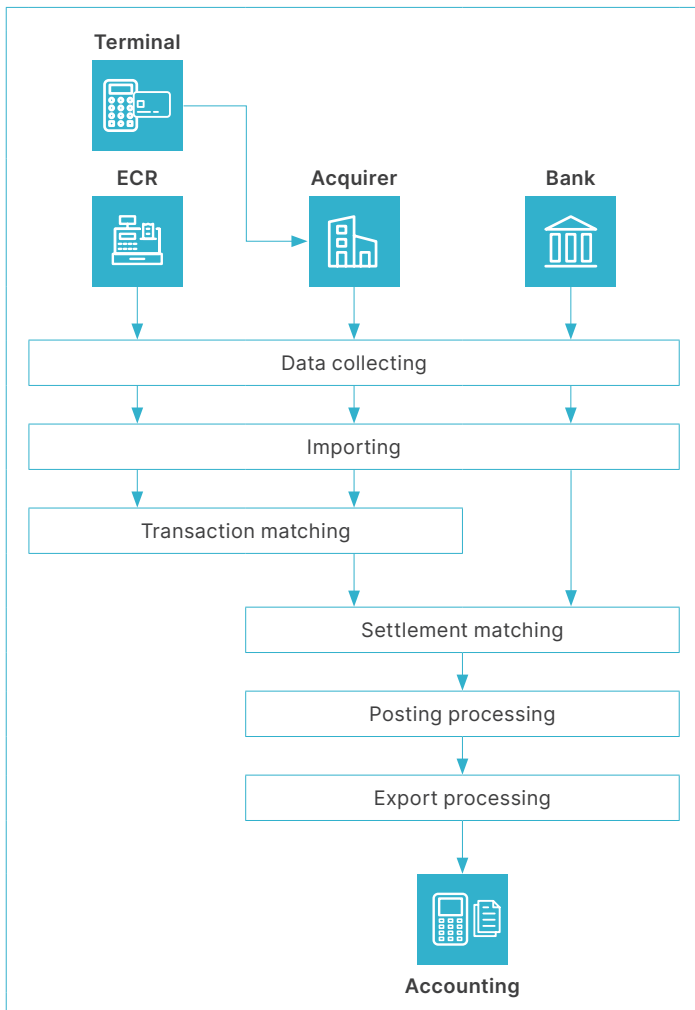 Terminal
ECR
Acquirer
Bank
Data collecting
Importing
Transaction matching
Settlement matching
Posting processing
Export processing
Accounting